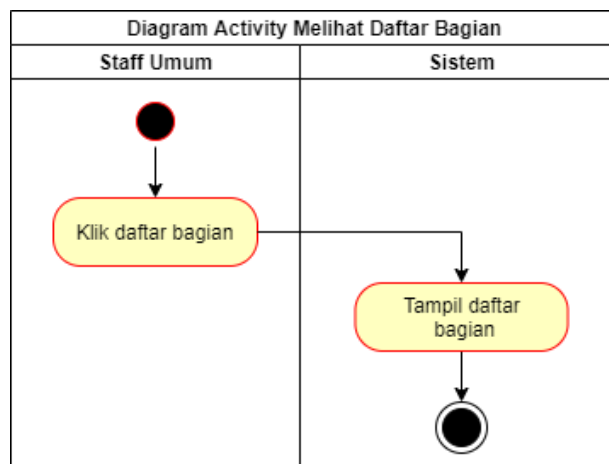 Diagram Activity Melihat Daftar Bagian
Staff Umum
Sistem
Klik daftar bagian
Tampil daftar
bagian